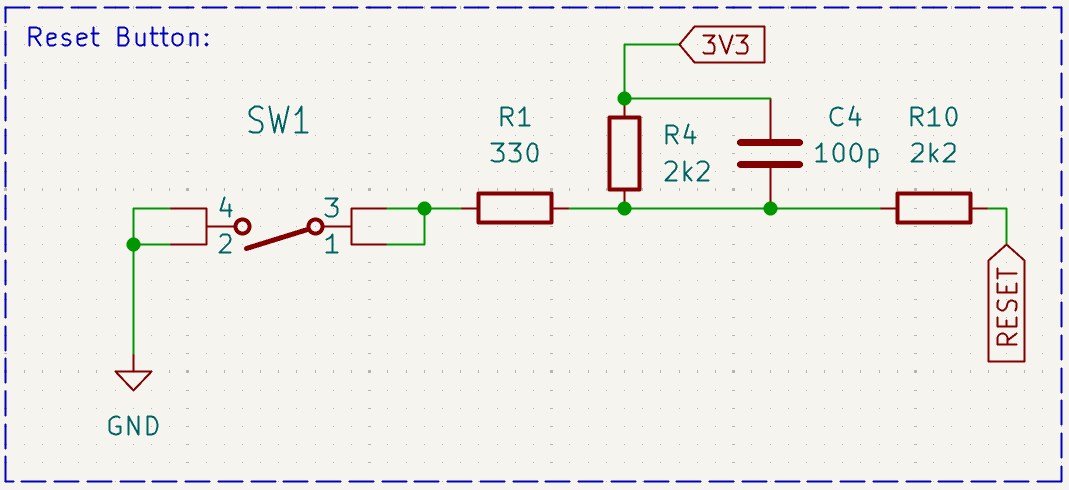 Reset Button:
3V3
SW1
R1
330
R4
2k2
C4
100p
R10
2k2
4
3
2
1
RESET
GND